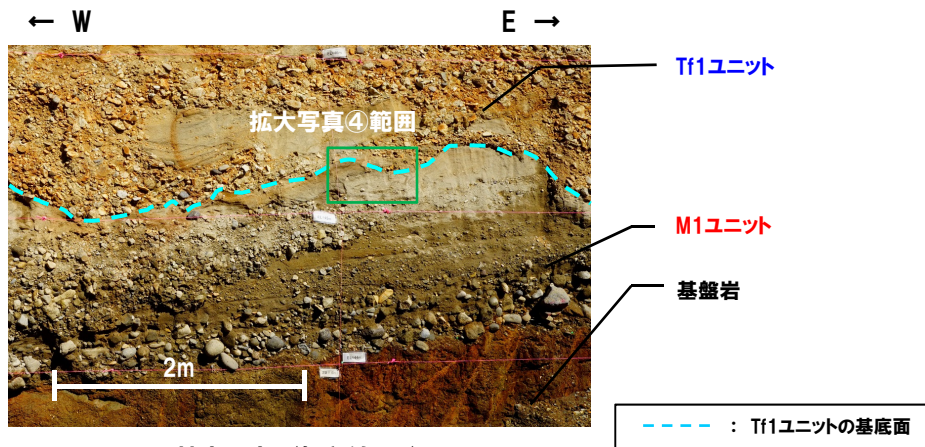 ← W
E →
Tf1ユニット
拡大写真④範囲
M1ユニット
基盤岩
2m
: Tf1ユニットの基底面